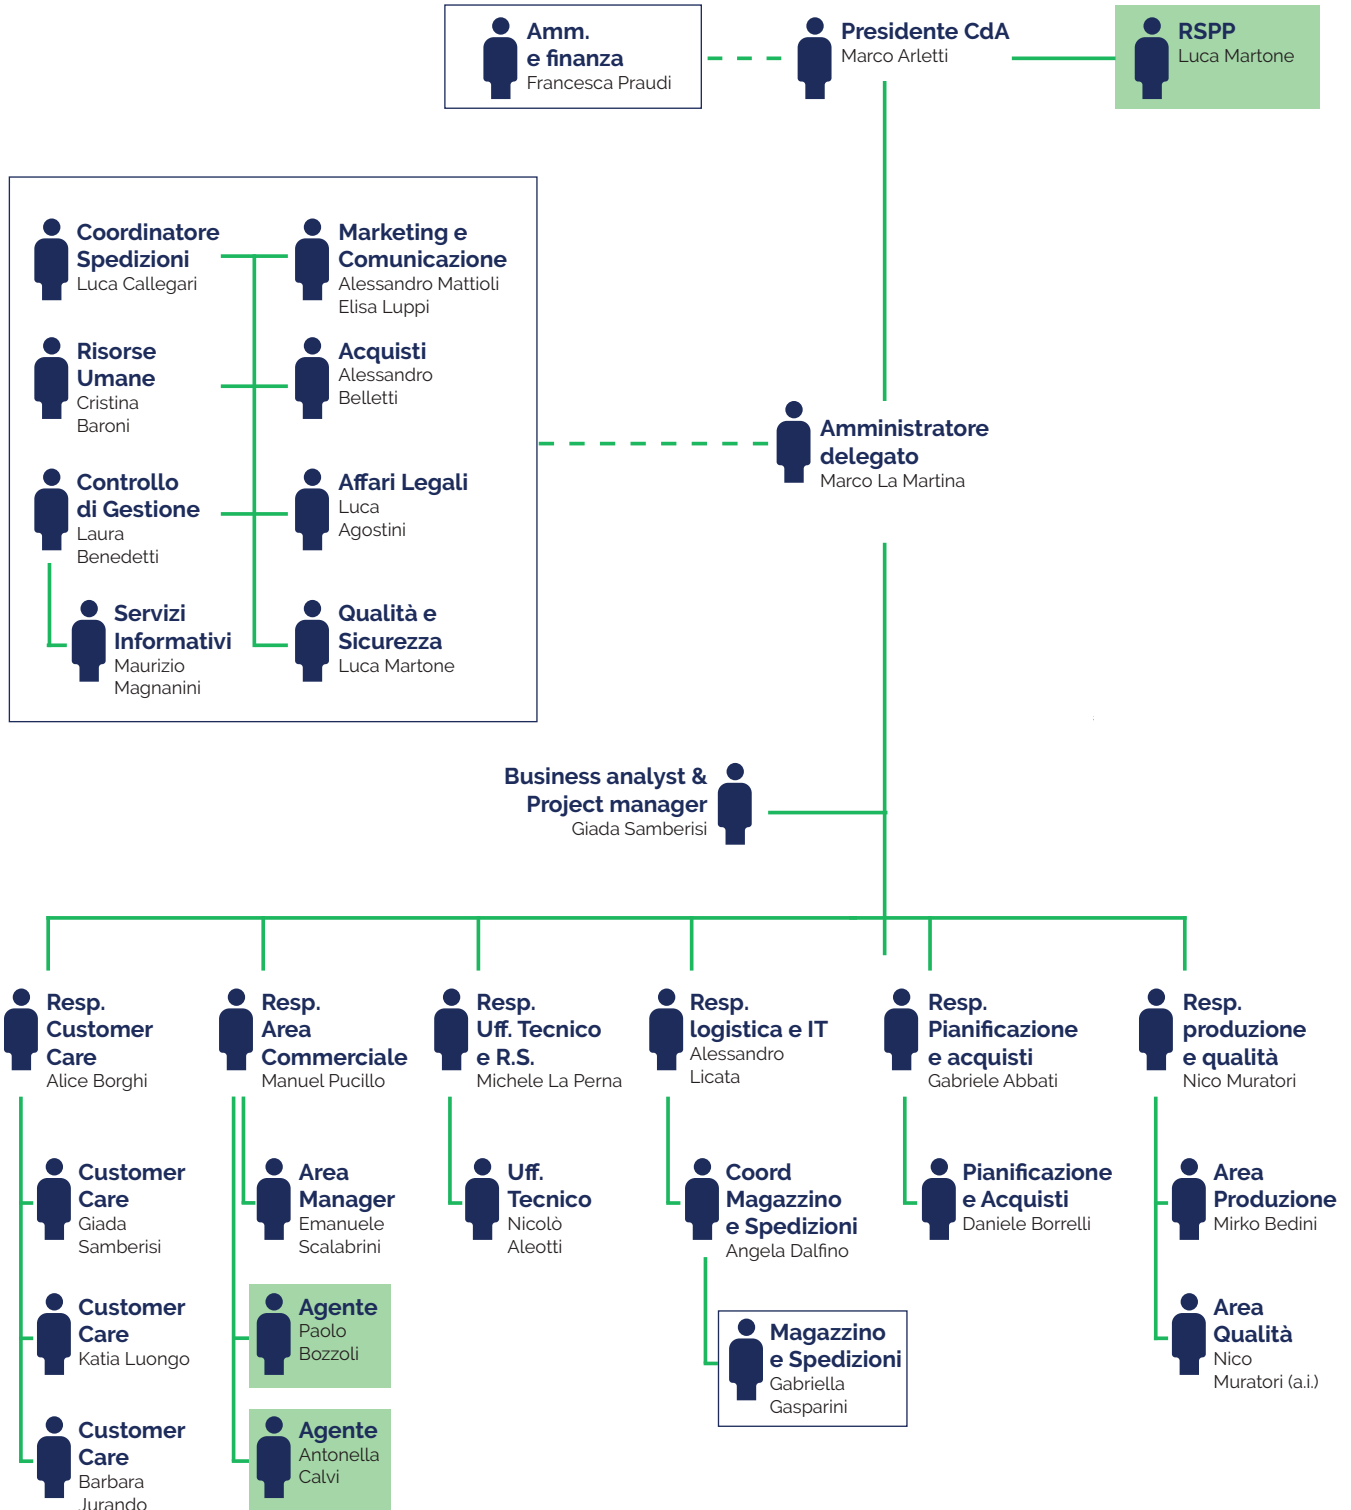 Amm.
e finanza
Francesca Praudi
Presidente CdA
Marco Arletti
RSPP
Luca Martone
Coordinatore
Spedizioni
Luca Callegari
Marketing e
Comunicazione
Alessandro Mattioli
Elisa Luppi
Risorse
Umane
Cristina
Baroni
Acquisti
Alessandro
Belletti
Amministratore
delegato
Marco La Martina
Controllo
di Gestione
Laura
Benedetti
Affari Legali
Luca
Agostini
Servizi
Informativi
Maurizio
Magnanini
Qualità e
Sicurezza
Luca Martone
Business analyst &
Project manager
Giada Samberisi
Resp.
Customer
Care
Alice Borghi
Resp.
Area
Commerciale
Manuel Pucillo
Resp.
Uff. Tecnico
e R.S.
Michele La Perna
Resp.
logistica e IT
Alessandro
Licata
Resp.
Pianificazione
e acquisti
Gabriele Abbati
Resp.
produzione
e qualità
Nico Muratori
Customer
Care
Giada
Samberisi
Area
Manager
Emanuele
Scalabrini
Uff.
Tecnico
Nicolò
Aleotti
Coord
Magazzino
e Spedizioni
Angela Dalfino
Pianificazione
e Acquisti
Daniele Borrelli
Area
Produzione
Mirko Bedini
Customer
Care
Katia Luongo
Agente
Paolo
Bozzoli
Magazzino
e Spedizioni
Gabriella
Gasparini
Area
Qualità
Nico
Muratori (a.i.)
Customer
Care
Barbara
Jurando
Agente
Antonella
Calvi